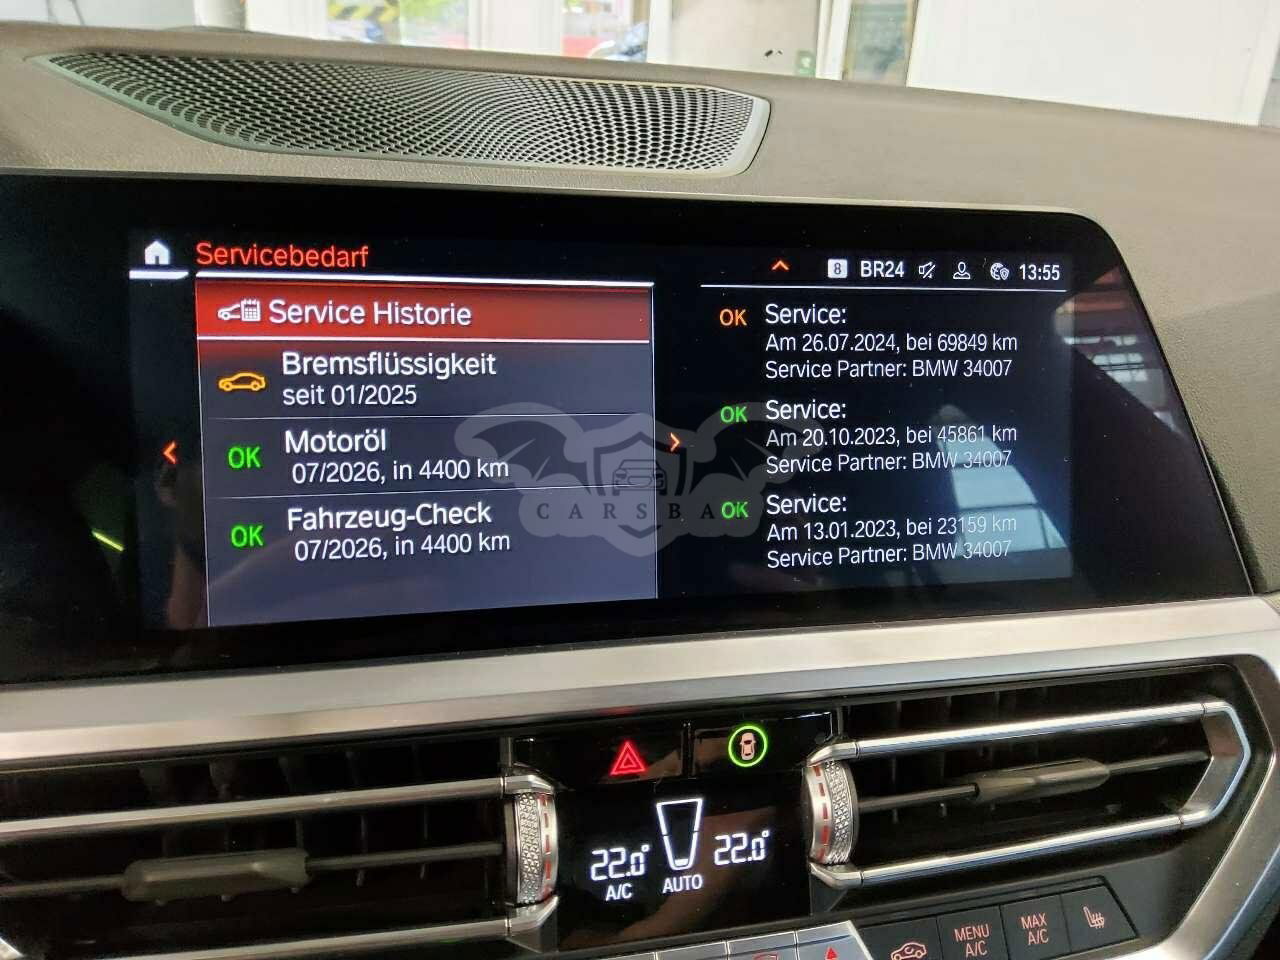 Servicebedarf
8 BR24 13:55
Service Historie
Bremsflüssigkeit
seit 01/2025
OK Motoröl
07/2026, in 4400 km
OK Fahrzeug-Check
07/2026, in 4400 km
OK Service:
Am 26.07.2024, bei 69849 km
Service Partner: BMW 34007
OK Service:
Am 20.10.2023, bei 45861 km
Service Partner: BMW 34007
OK Service:
Am 13.01.2023, bei 23159 km
Service Partner: BMW 34007
CARSBA
22.0° 22.0°
A/C AUTO
MENU
A/C
MAX
A/C